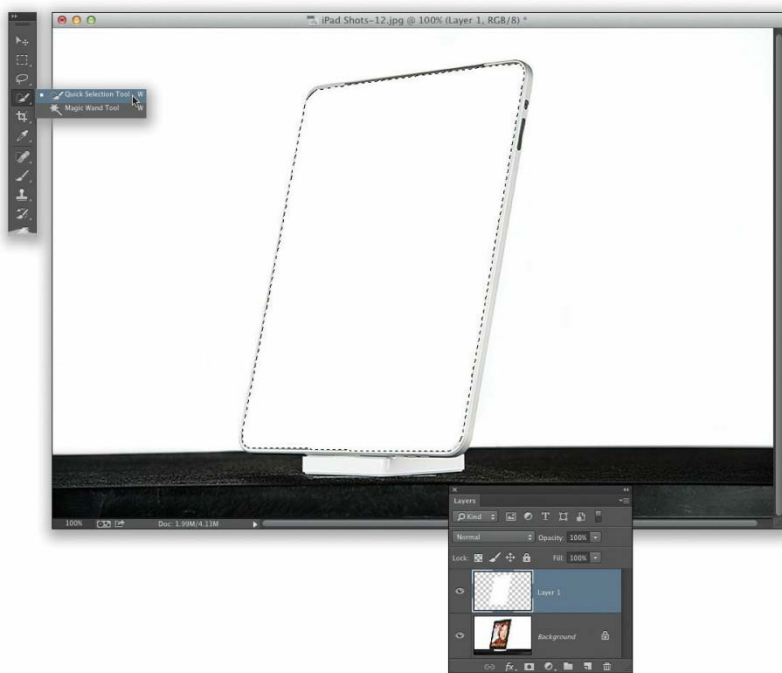 iPad Shots-12.jpg @ 100% (Layer 1, RGB/8) *
Quick Selection Tool W
Magic Wand Tool W
100% Doc: 1.99M/4.13M
Layers
Kind
Normal Opacity: 100%
Lock: Fill: 100%
Layer 1
Background
fx